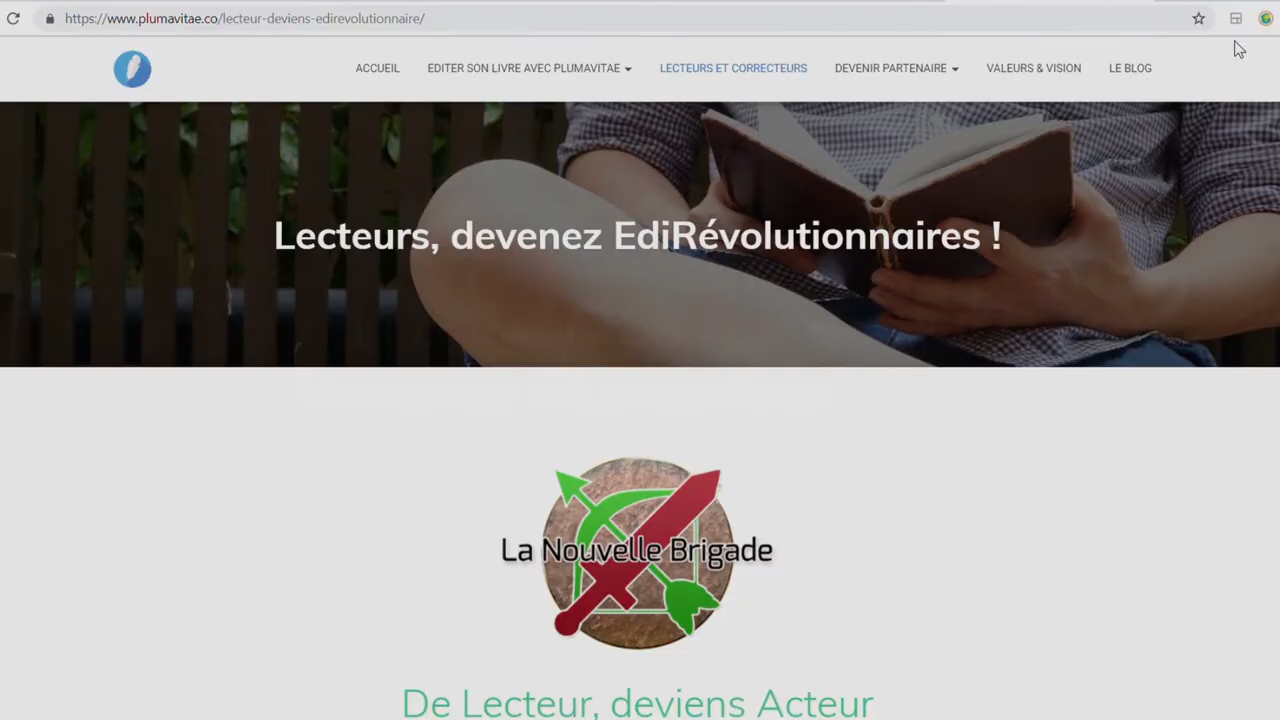 https://www.plumavitae.co/lecteur-deviens-edirevolutionnaire/
ACCUEIL EDITER SON LIVRE AVEC PLUMAVITAE LECTEURS ET CORRECTEURS DEVENIR PARTENAIRE VALEURS & VISION LE BLOG
Lecteurs, devenez EdiRévolutionnaires !
La Nouvelle Brigade
De Lecteur, deviens Acteur